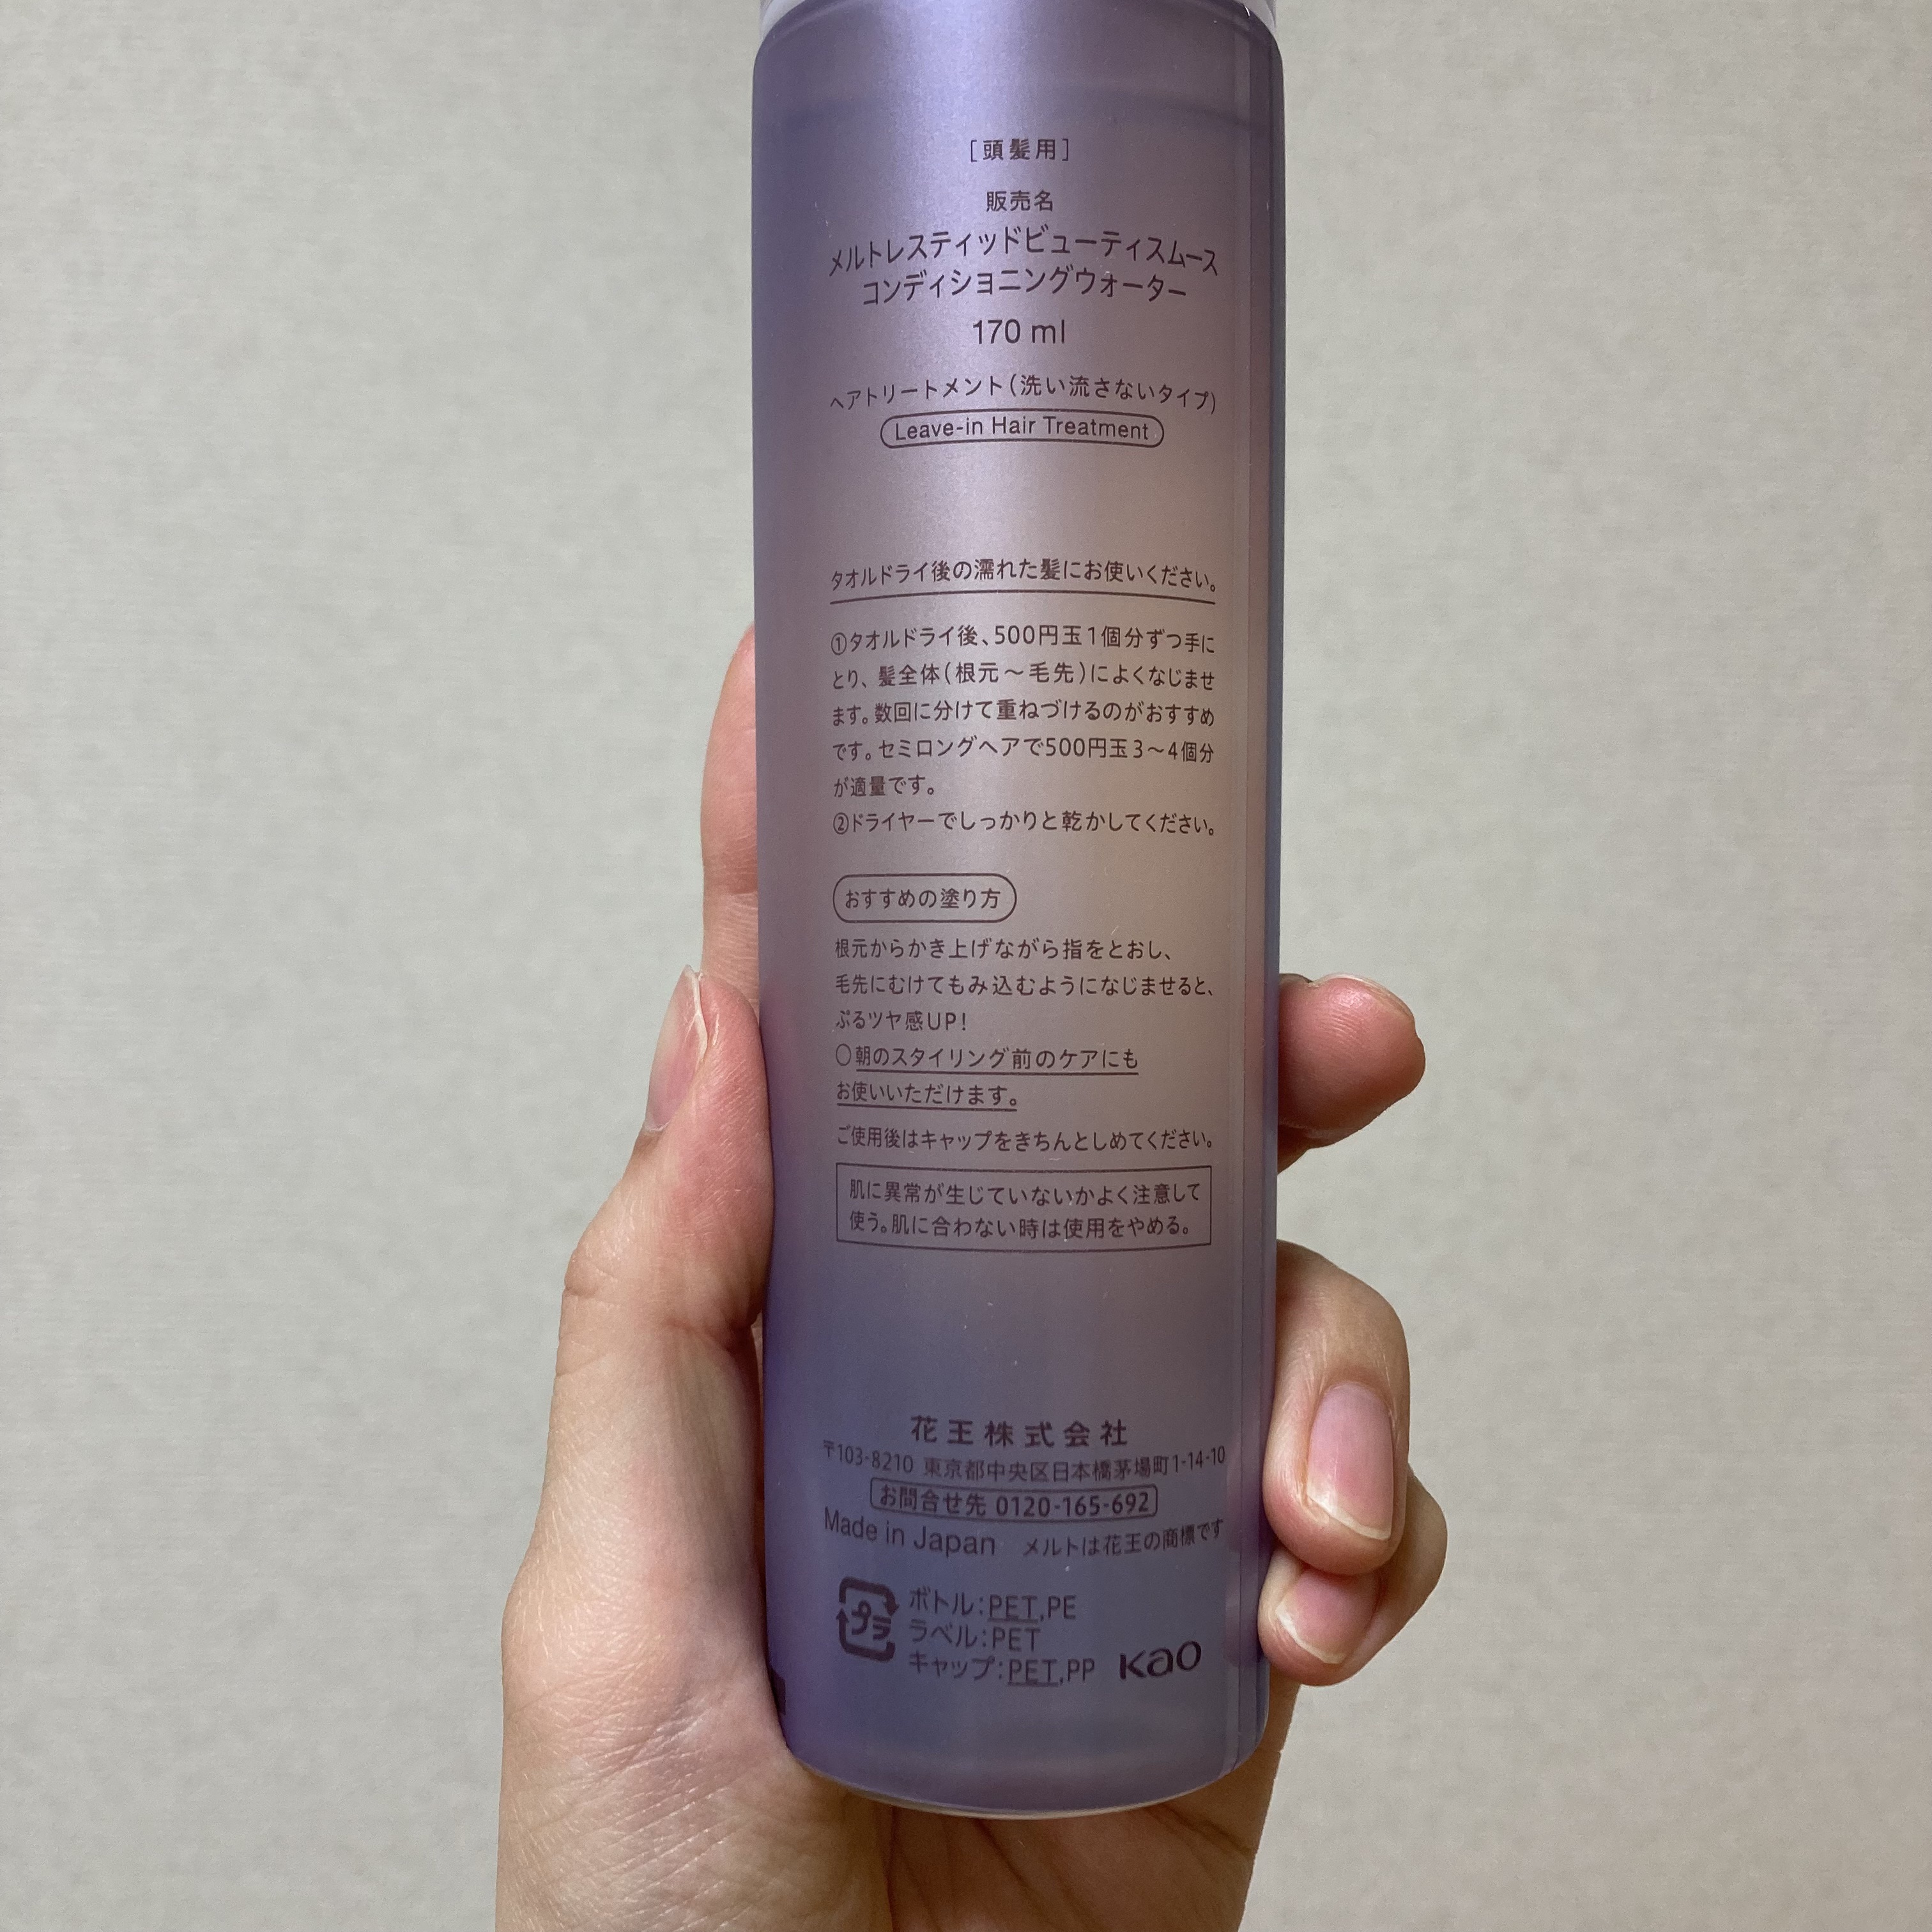 [頭髪用]
販売名
メルトレスティッドビューティスムース
コンディショニングウォーター
170 ml
ヘアトリートメント(洗い流さないタイプ)
Leave-in Hair Treatment
タオルドライ後の濡れた髪にお使いください。
①タオルドライ後、500円玉1個分ずつ手に
とり、髪全体(根元～毛先)によくなじませ
ます。数回に分けて重ねづけるのがおすすめ
です。セミロングヘアで500円玉3～4個分
が適量です。
②ドライヤーでしっかりと乾かしてください。
おすすめの塗り方
根元からかき上げながら指をとおし、
毛先にむけてもみ込むようになじませると、
ぷるツヤ感UP!
○朝のスタイリング前のケアにも
お使いいただけます。
ご使用後はキャップをきちんとしめてください。
肌に異常が生じていないかよく注意して
使う。肌に合わない時は使用をやめる。
花王株式会社
〒103-8210 東京都中央区日本橋茅場町1-14-10
お問合せ先 0120-165-692
Made in Japan メルトは花王の商標です
プラ
ボトル:PET,PE
ラベル:PET
キャップ:PET,PP
Kao